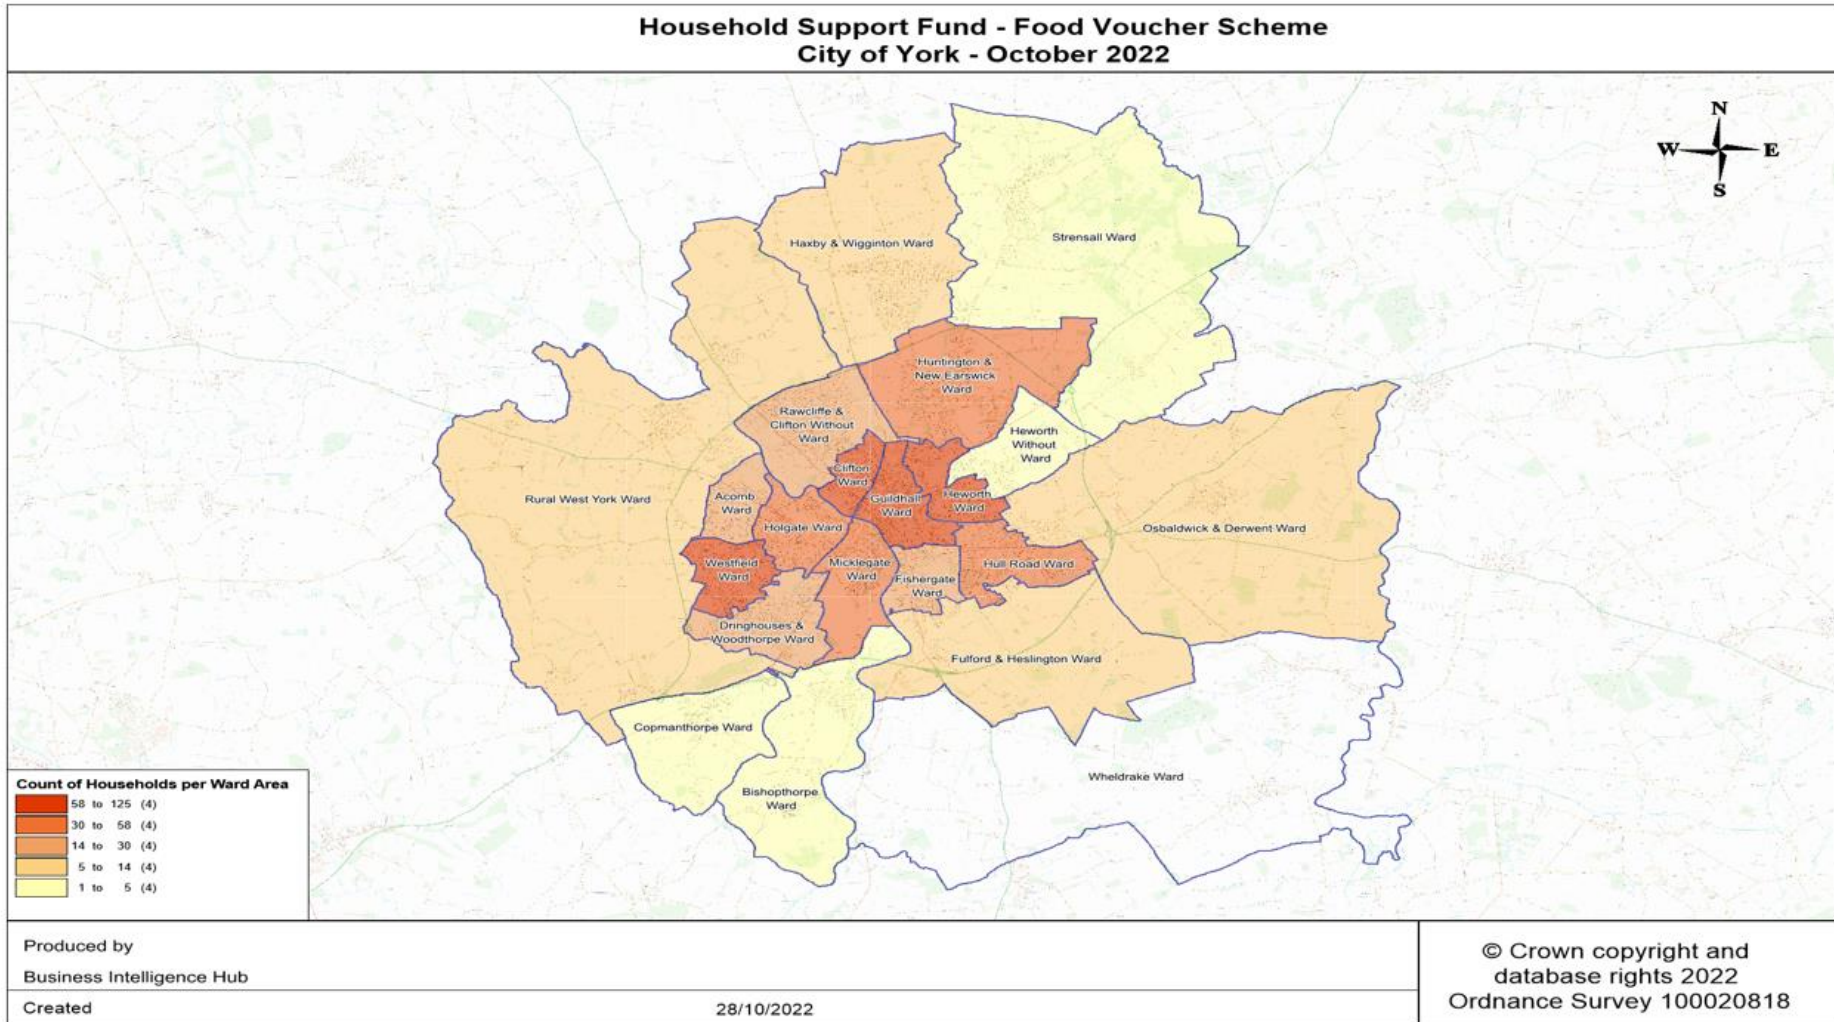 Household Support Fund - Food Voucher Scheme
City of York - October 2022
N
W E
S
Strensall Ward
Haxby & Wigginton Ward
Huntington &
New Earswick
Ward
Rawcliffe &
Clifton Without
Ward
Heworth
Without
Ward
Clifton
Ward
Rural West York Ward
Acomb
Ward
Guildhall
Ward
Heworth
Ward
Holgate Ward
Osbaldwick & Derwent Ward
Westfield
Ward
Micklegate
Ward
Hull Road Ward
Fishergate
Ward
Dringhouses &
Woodthorpe Ward
Fulford & Heslington Ward
Copmanthorpe Ward
Wheldrake Ward
Bishopthorpe
Ward
Count of Households per Ward Area
58 to 125 (4)
30 to 58 (4)
14 to 30 (4)
5 to 14 (4)
1 to 5 (4)
Produced by
Business Intelligence Hub
Created 28/10/2022
© Crown copyright and
database rights 2022
Ordnance Survey 100020818